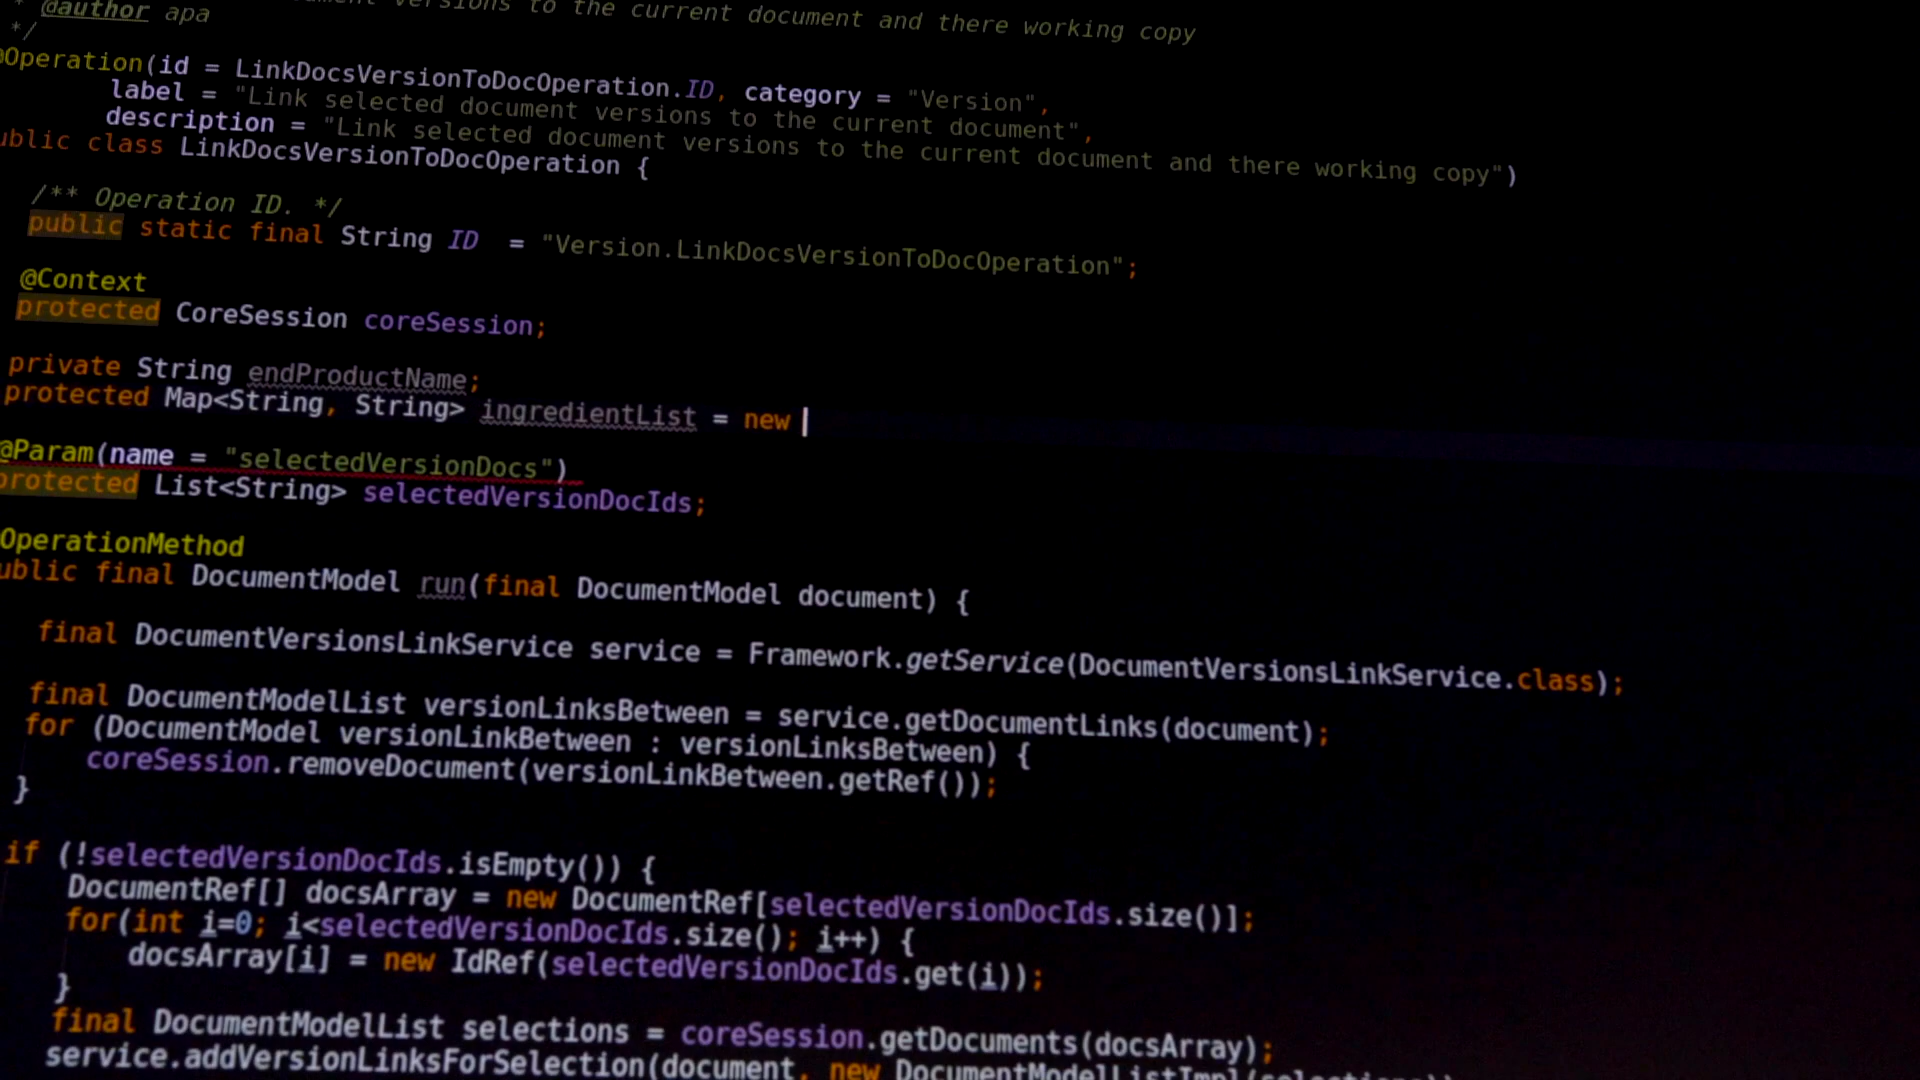 versions to the current document and there working copy
* @author apa
*/
@Operation(id = LinkDocsVersionToDocOperation.ID, category = "Version",
label = "Link selected document versions to the current document",
description = "Link selected document versions to the current document and there working copy")
ublic class LinkDocsVersionToDocOperation {
/** Operation ID. */
public static final String ID = "Version.LinkDocsVersionToDocOperation";
@Context
protected CoreSession coreSession;
private String endProductName;
protected Map<String, String> ingredientList = new
@Param(name = "selectedVersionDocs")
protected List<String> selectedVersionDocIds;
OperationMethod
ublic final DocumentModel run(final DocumentModel document) {
final DocumentVersionsLinkService service = Framework.getService(DocumentVersionsLinkService.class);
final DocumentModelList versionLinksBetween = service.getDocumentLinks(document);
for (DocumentModel versionLinkBetween : versionLinksBetween) {
coreSession.removeDocument(versionLinkBetween.getRef());
}
if (!selectedVersionDocIds.isEmpty()) {
DocumentRef[] docsArray = new DocumentRef[selectedVersionDocIds.size()];
for(int i=0; i<selectedVersionDocIds.size(); i++) {
docsArray[i] = new IdRef(selectedVersionDocIds.get(i));
}
final DocumentModelList selections = coreSession.getDocuments(docsArray);
service.addVersionLinksForSelection(document, new DocumentModelListImpl(selections))